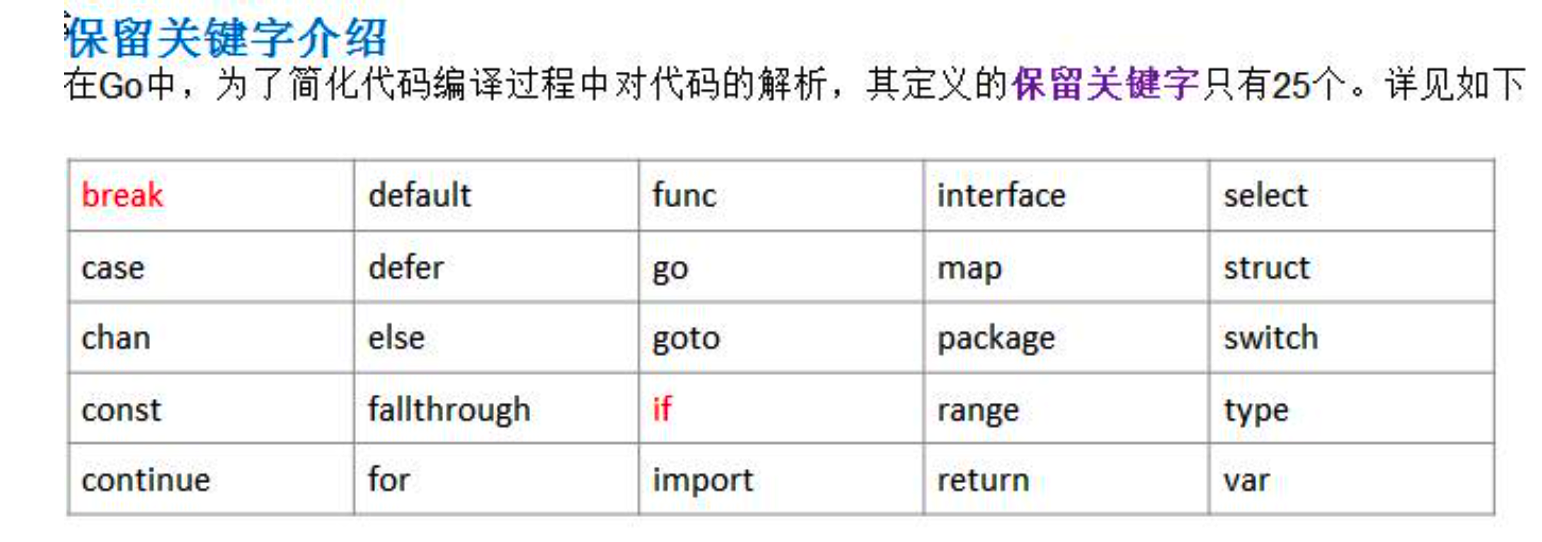 保留关键字介绍
在Go中，为了简化代码编译过程中对代码的解析，其定义的保留关键字只有25个。详见如下
break default func interface select
case defer go map struct
chan else goto package switch
const fallthrough if range type
continue for import return var